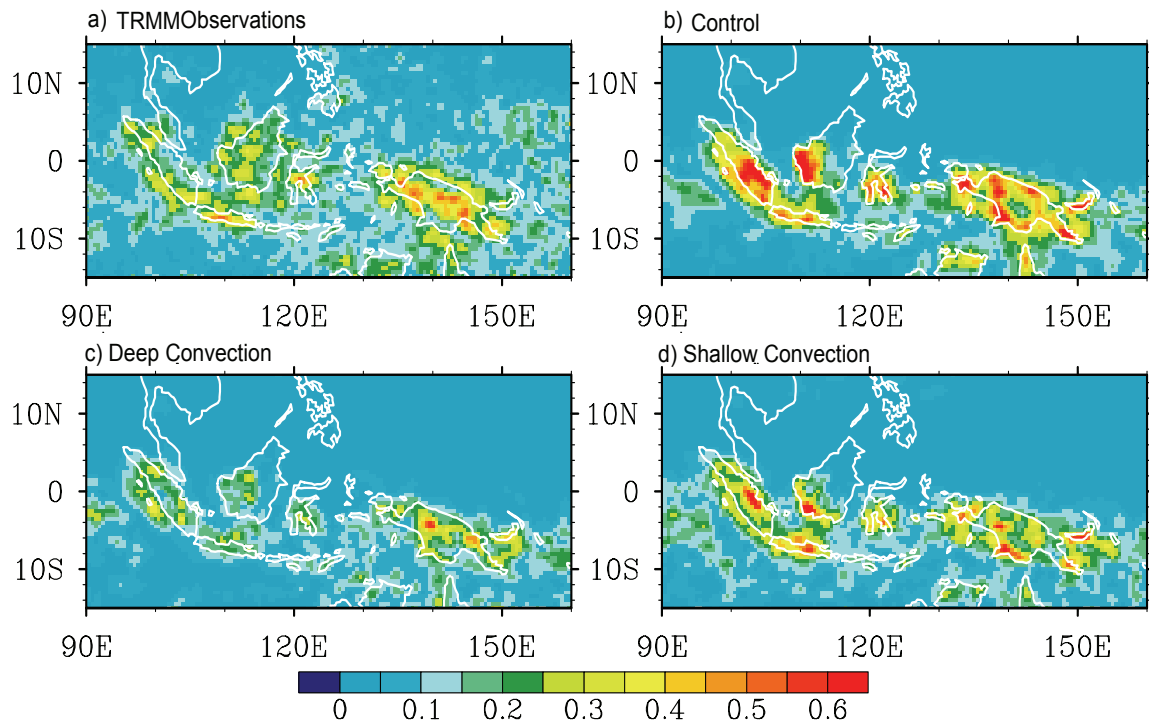 a) TRMMObservations
b) Control
10N
0
10S
90E 120E 150E
10N
0
10S
90E 120E 150E
c) Deep Convection
d) Shallow Convection
10N
0
10S
90E 120E 150E
10N
0
10S
90E 120E 150E
0 0.1 0.2 0.3 0.4 0.5 0.6